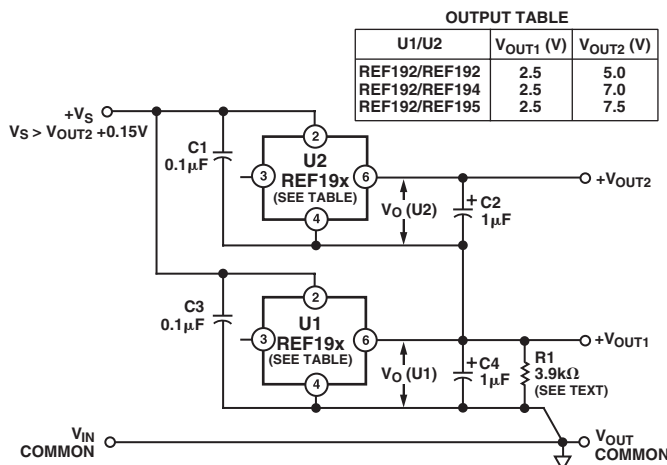 OUTPUT TABLE
U1/U2 VOUT1 (V) VOUT2 (V)
REF192/REF192 2.5 5.0
REF192/REF194 2.5 7.0
REF192/REF195 2.5 7.5
+VS
VS > VOUT2 +0.15V
C1
0.1µF
2
U2
3
6
REF19x
(SEE TABLE)
4
VO (U2)
+
C2
1µF
+VOUT2
C3
0.1µF
2
U1
3
6
REF19x
(SEE TABLE)
4
VO (U1)
+
C4
1µF
R1
3.9kΩ
(SEE TEXT)
+VOUT1
VIN
COMMON
VOUT
COMMON